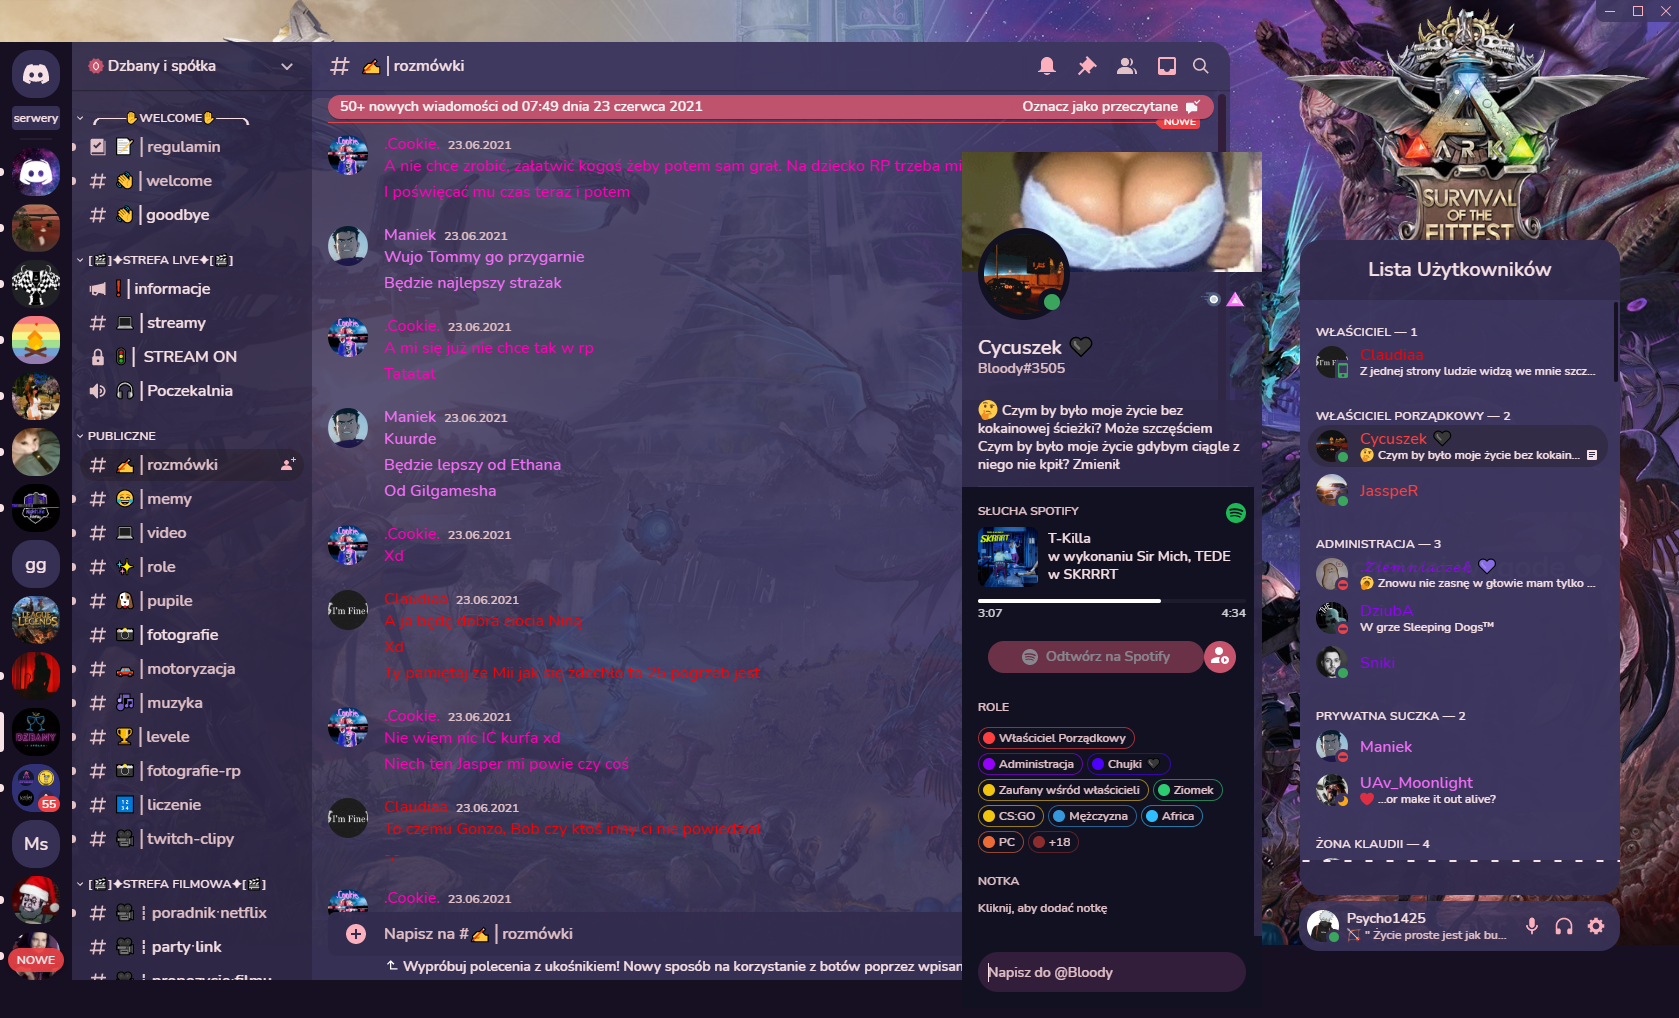 Dzbany i spółka
serwery
gg
55
Ms
NOWE
WELCOME
regulamin
welcome
goodbye
[🎬]✦STREFA LIVE✦[🎬]
informacje
streamy
STREAM ON
Poczekalnia
PUBLICZNE
rozmówki
memy
video
role
pupile
fotografie
motoryzacja
muzyka
levele
fotografie-rp
liczenie
twitch-clipy
[🎬]✦STREFA FILMOWA✦[🎬]
poradnik·netflix
party·link
propozycje·filmu
# ✍ | rozmówki
50+ nowych wiadomości od 07:49 dnia 23 czerwca 2021
Oznacz jako przeczytane
NOWE
.Cookie. 23.06.2021
A nie chce zrobić, załatwić kogoś żeby potem sam grał. Na dziecko RP trzeba mi
I poświęcać mu czas teraz i potem
Maniek 23.06.2021
Wujo Tommy go przygarnie
Będzie najlepszy strażak
.Cookie. 23.06.2021
A mi się już nie chce tak w rp
Tatatat
Maniek 23.06.2021
Kuurde
Będzie lepszy od Ethana
Od Gilgamesha
.Cookie. 23.06.2021
Xd
Claudiaa 23.06.2021
A ja będę dobra ciocia Nina
Xd
Ty pamiętaj ze Mii jak się zdechło to 25 pogrzeb jest
.Cookie. 23.06.2021
Nie wiem nic IC kurfa xd
Niech ten Jasper mi powie czy coś
Claudiaa 23.06.2021
To czemu Gonzo, Bob czy ktoś inny ci nie powiedział
-,-
.Cookie. 23.06.2021
I'm Fine
Napisz na #✍ | rozmówki
Wypróbuj polecenia z ukośnikiem! Nowy sposób na korzystanie z botów poprzez wpisan
Cycuszek 🖤
Bloody#3505
🤔 Czym by było moje życie bez
kokainowej ścieżki? Może szczęściem
Czym by było moje życie gdybym ciągle z
niego nie kpił? Zmienił
SŁUCHA SPOTIFY
SKRRRT
T-Killa
w wykonaniu Sir Mich, TEDE
w SKRRRT
3:07
4:34
Odtwórz na Spotify
ROLE
Właściciel Porządkowy
Administracja
Chujki 🖤
Zaufany wśród właścicieli
Ziomek
CS:GO
Mężczyzna
Africa
PC
+18
NOTKA
Kliknij, aby dodać notkę
Napisz do @Bloody
ARK
SURVIVAL
OF THE
FITTEST
Lista Użytkowników
WŁAŚCICIEL — 1
Claudiaa
Z jednej strony ludzie widzą we mnie szcz...
WŁAŚCICIEL PORZĄDKOWY — 2
Cycuszek 🖤
🤔 Czym by było moje życie bez kokain...
JasspeR
ADMINISTRACJA — 3
Znowu nie zasnę w głowie mam tylko ...
DziubA
W grze Sleeping Dogs™
Sniki
PRYWATNA SUCZKA — 2
Maniek
UAv_Moonlight
❤ ...or make it out alive?
ŻONA KLAUDII — 4
Psycho1425
" Życie proste jest jak bu...